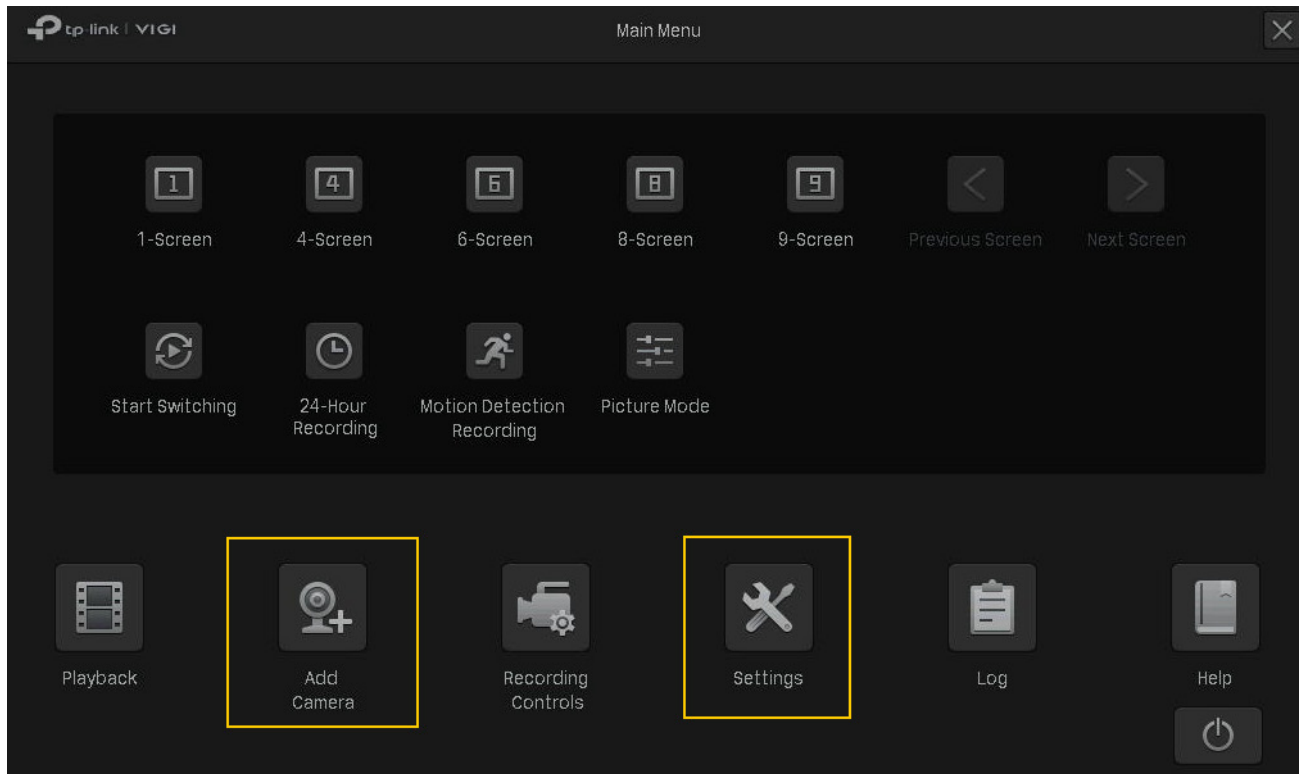 tp-link | VIGI
Main Menu
1
4
6
8
9
1-Screen
4-Screen
6-Screen
8-Screen
9-Screen
Previous Screen
Next Screen
Start Switching
24-Hour
Recording
Motion Detection
Recording
Picture Mode
Playback
Add
Camera
Recording
Controls
Settings
Log
Help